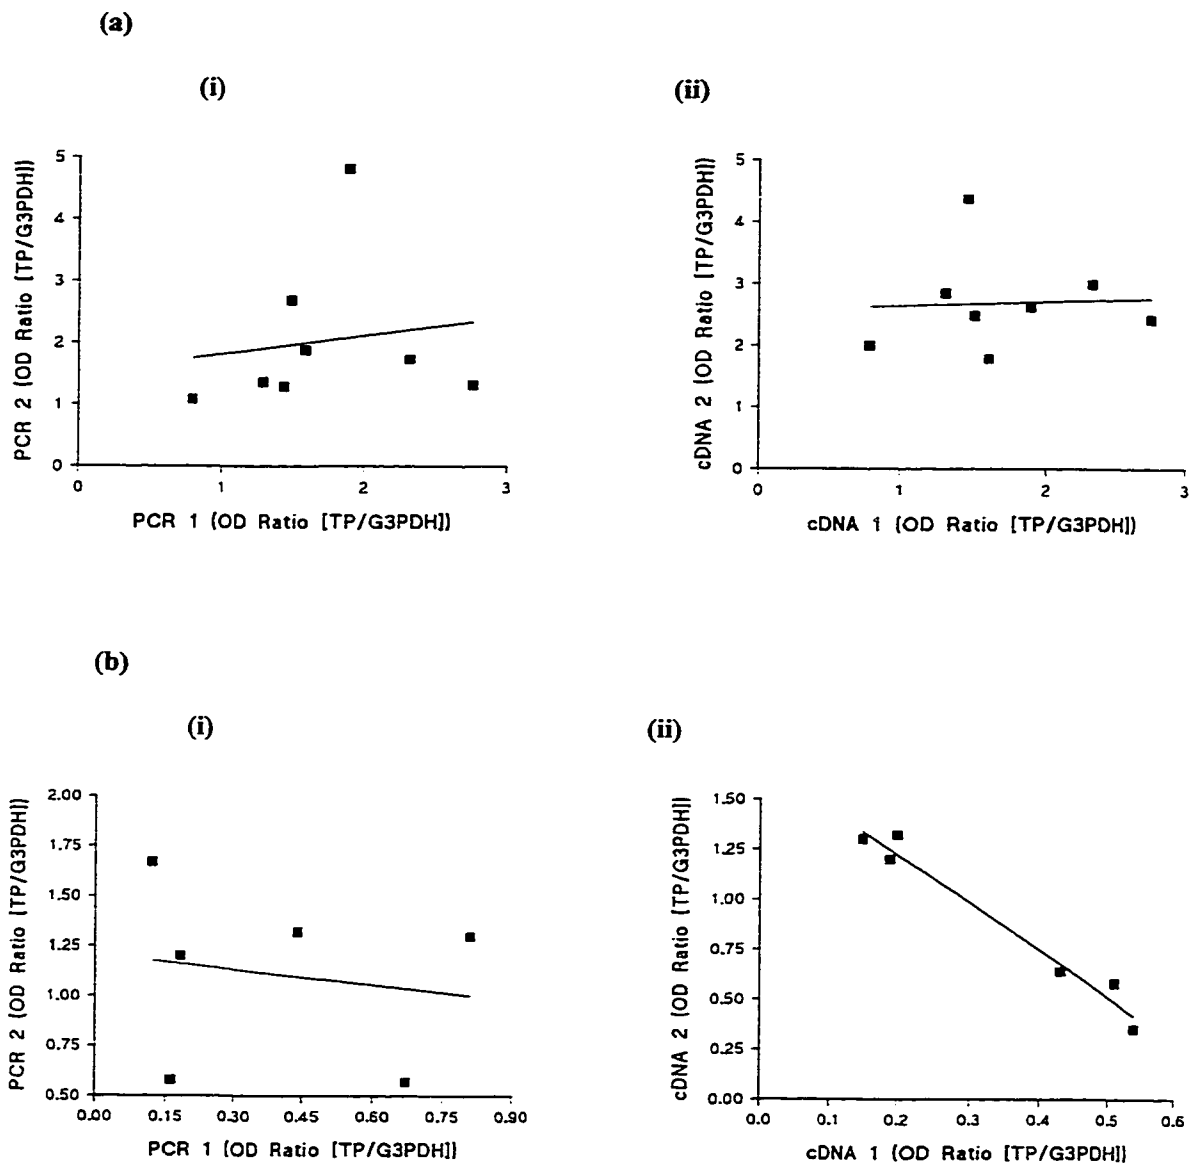 (a)
(i)
5
4
3
2
1
0
PCR 2 (OD Ratio [TP/G3PDH])
0 1 2 3
PCR 1 (OD Ratio [TP/G3PDH])
(ii)
5
4
3
2
1
0
cDNA 2 (OD Ratio [TP/G3PDH])
0 1 2 3
cDNA 1 (OD Ratio [TP/G3PDH])
(b)
(i)
2.00
1.75
1.50
1.25
1.00
0.75
0.50
PCR 2 (OD Ratio [TP/G3PDH])
0.00 0.15 0.30 0.45 0.60 0.75 0.90
PCR 1 (OD Ratio [TP/G3PDH])
(ii)
1.50
1.25
1.00
0.75
0.50
0.25
0.00
cDNA 2 (OD Ratio [TP/G3PDH])
0.0 0.1 0.2 0.3 0.4 0.5 0.6
cDNA 1 (OD Ratio [TP/G3PDH])